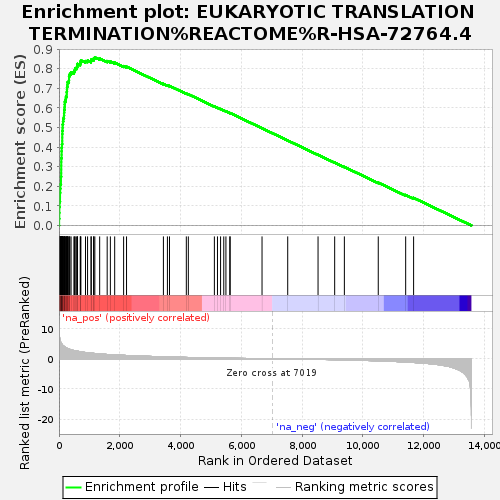 Enrichment plot: EUKARYOTIC TRANSLATION
TERMINATION%REACTOME%R-HSA-72764.4
Enrichment score (ES)
0.9
0.8
0.7
0.6
0.5
0.4
0.3
0.2
0.1
0.0
'na_pos' (positively correlated)
Ranked list metric (PreRanked)
10
0
-10
-20
Zero cross at 7019
'na_neg' (negatively correlated)
0
2,000
4,000
6,000
8,000
10,000
12,000
14,000
Rank in Ordered Dataset
Enrichment profile
Hits
Ranking metric scores